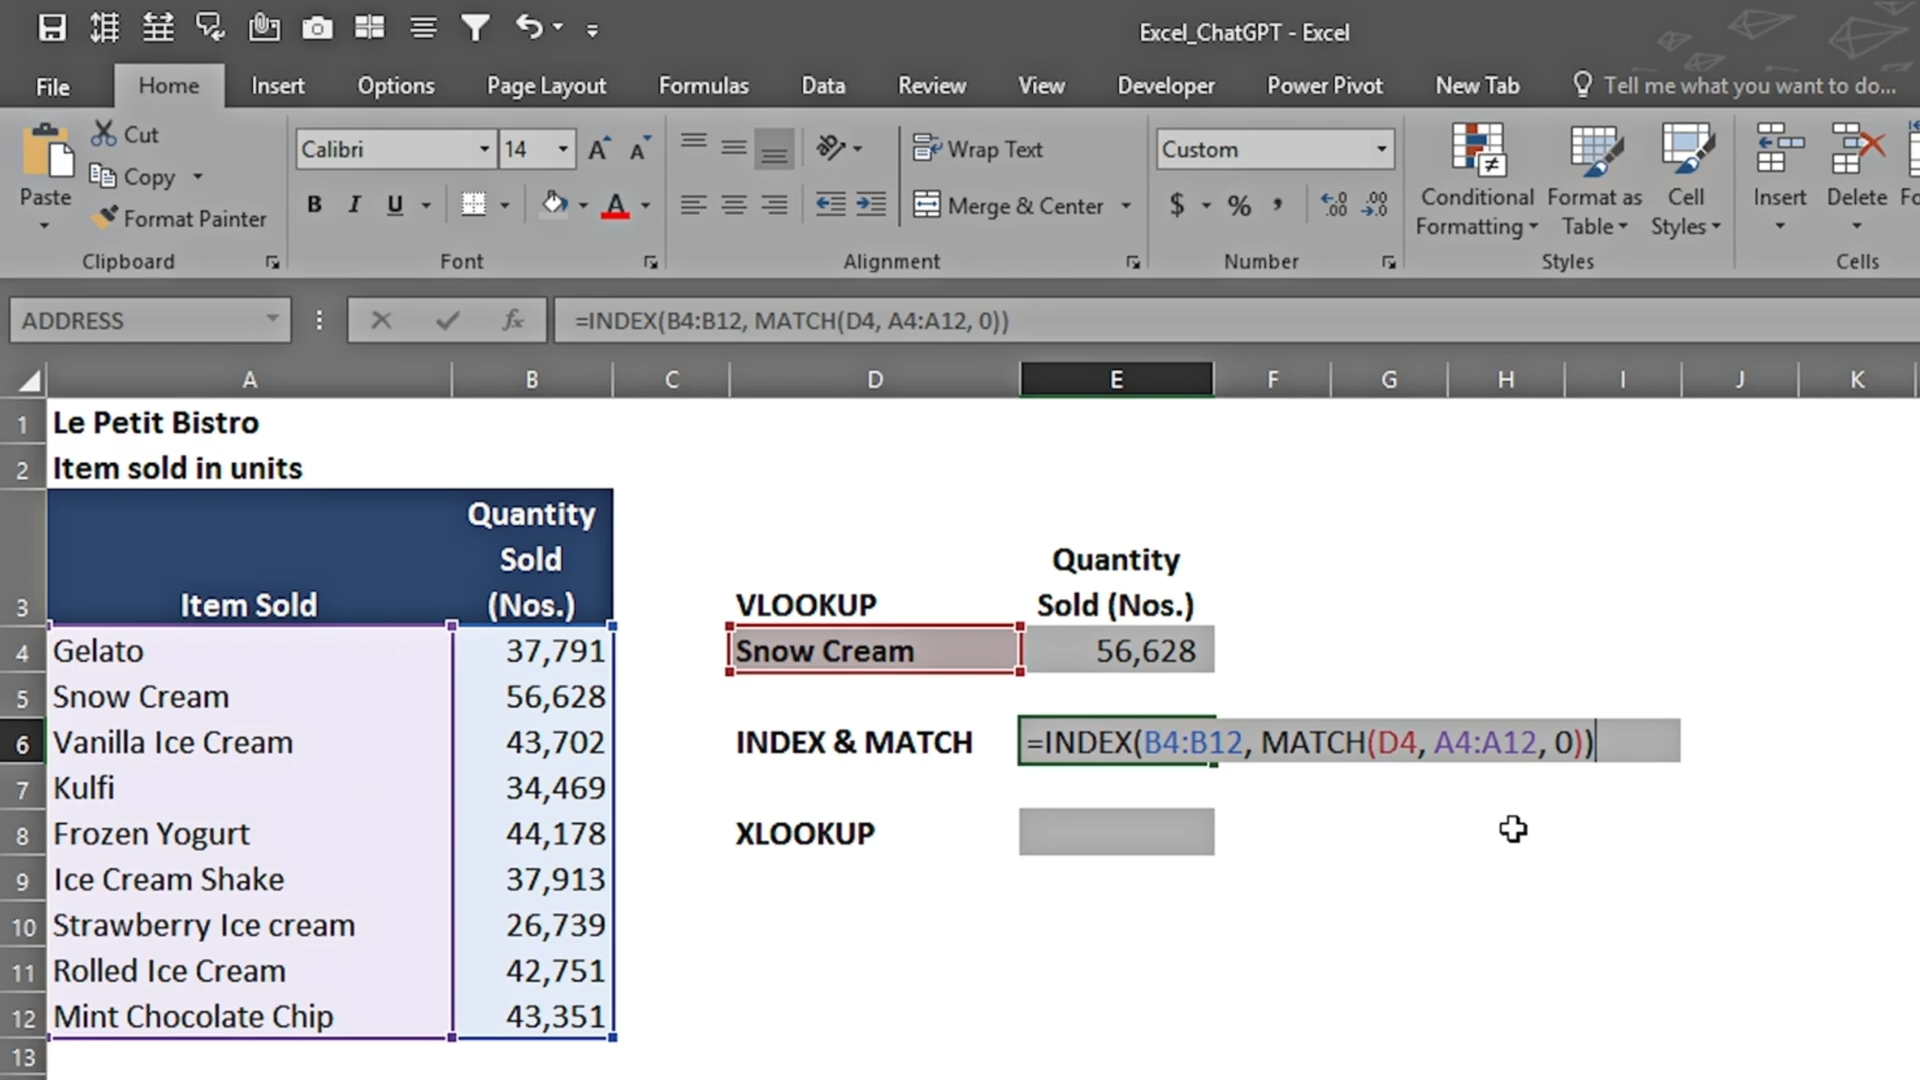 Excel_ChatGPT - Excel
File Home Insert Options Page Layout Formulas Data Review View Developer Power Pivot New Tab Tell me what you want to do...
Paste
Cut
Copy
Format Painter
Clipboard
Calibri 14
B I U A
Font
Wrap Text
Merge & Center
Alignment
Custom
$ % ,
Number
Conditional Formatting
Format as Table
Cell Styles
Styles
Insert
Delete
Cells
ADDRESS fx =INDEX(B4:B12, MATCH(D4, A4:A12, 0))
A B C D E F G H I J K
1 Le Petit Bistro
2 Item sold in units
3 Item Sold Quantity Sold (Nos.) VLOOKUP Quantity Sold (Nos.)
4 Gelato 37,791 Snow Cream 56,628
5 Snow Cream 56,628
6 Vanilla Ice Cream 43,702 INDEX & MATCH =INDEX(B4:B12, MATCH(D4, A4:A12, 0))
7 Kulfi 34,469
8 Frozen Yogurt 44,178 XLOOKUP
9 Ice Cream Shake 37,913
10 Strawberry Ice cream 26,739
11 Rolled Ice Cream 42,751
12 Mint Chocolate Chip 43,351
13